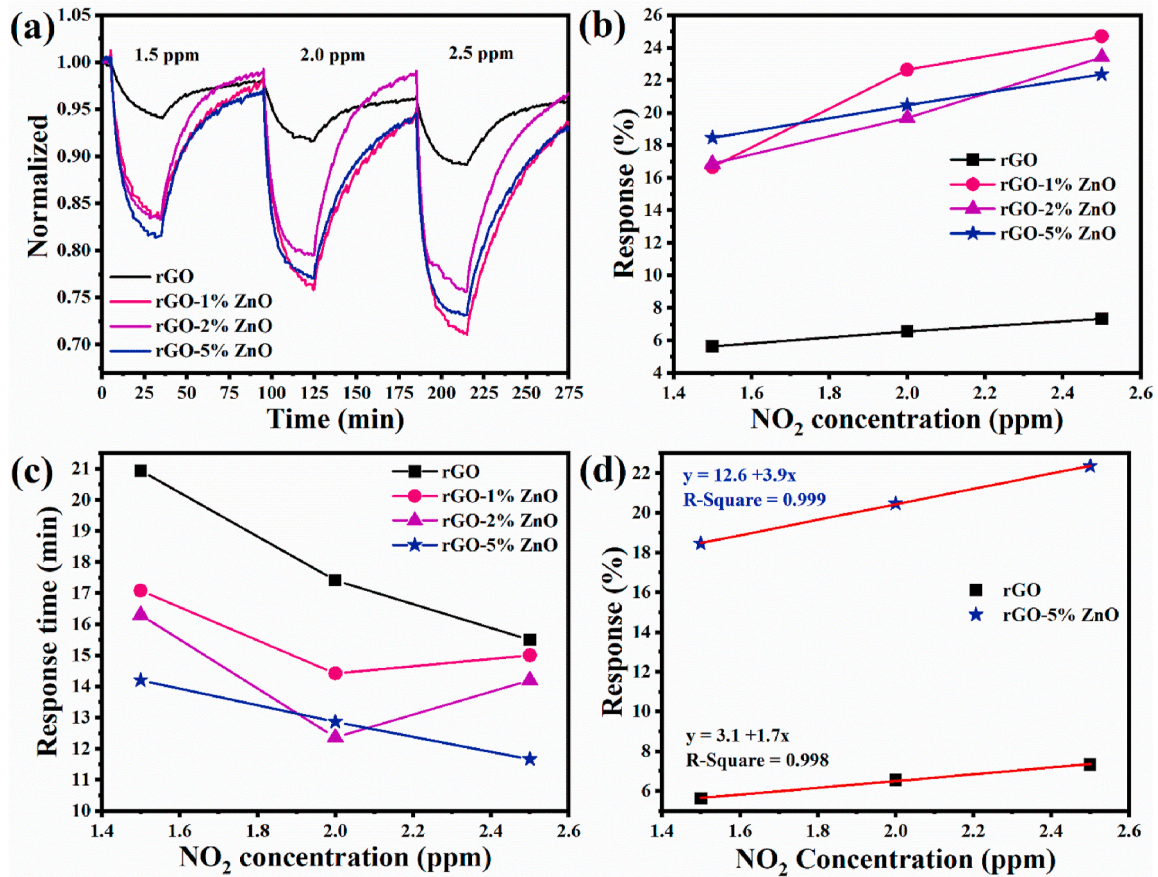 (a)
1.5 ppm
2.0 ppm
2.5 ppm
1.05
1.00
0.95
0.90
0.85
0.80
0.75
0.70
Normalized
rGO
rGO-1% ZnO
rGO-2% ZnO
rGO-5% ZnO
0 25 50 75 100 125 150 175 200 225 250 275
Time (min)
(b)
26
24
22
20
18
16
14
12
10
8
6
4
Response (%)
rGO
rGO-1% ZnO
rGO-2% ZnO
rGO-5% ZnO
1.4 1.6 1.8 2.0 2.2 2.4 2.6
NO₂ concentration (ppm)
(c)
21
20
19
18
17
16
15
14
13
12
11
10
Response time (min)
rGO
rGO-1% ZnO
rGO-2% ZnO
rGO-5% ZnO
1.4 1.6 1.8 2.0 2.2 2.4 2.6
NO₂ concentration (ppm)
(d)
22
20
18
16
14
12
10
8
6
Response (%)
y = 12.6 +3.9x
R-Square = 0.999
rGO
rGO-5% ZnO
y = 3.1 +1.7x
R-Square = 0.998
1.4 1.6 1.8 2.0 2.2 2.4 2.6
NO₂ Concentration (ppm)